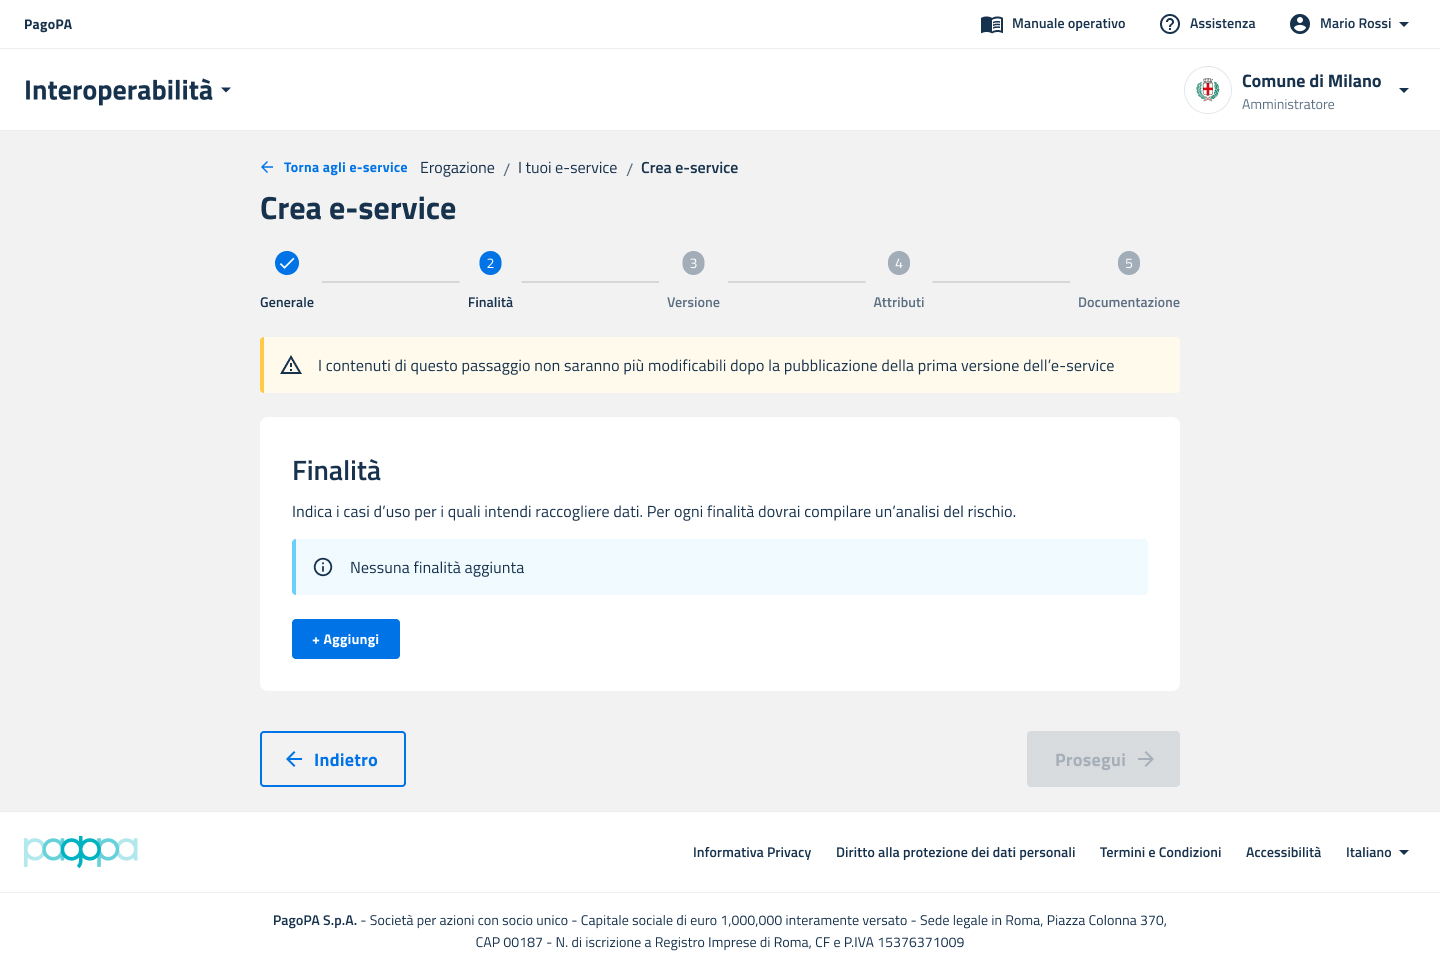 PagoPA
Manuale operativo
Assistenza
Mario Rossi
Interoperabilità
Comune di Milano
Amministratore
Torna agli e-service Erogazione / I tuoi e-service / Crea e-service
Crea e-service
2 3 4 5
Generale Finalità Versione Attributi Documentazione
I contenuti di questo passaggio non saranno più modificabili dopo la pubblicazione della prima versione dell’e-service
Finalità
Indica i casi d’uso per i quali intendi raccogliere dati. Per ogni finalità dovrai compilare un’analisi del rischio.
Nessuna finalità aggiunta
+ Aggiungi
Indietro
Prosegui
pagopa
Informativa Privacy Diritto alla protezione dei dati personali Termini e Condizioni Accessibilità Italiano
PagoPA S.p.A. - Società per azioni con socio unico - Capitale sociale di euro 1,000,000 interamente versato - Sede legale in Roma, Piazza Colonna 370,
CAP 00187 - N. di iscrizione a Registro Imprese di Roma, CF e P.IVA 15376371009